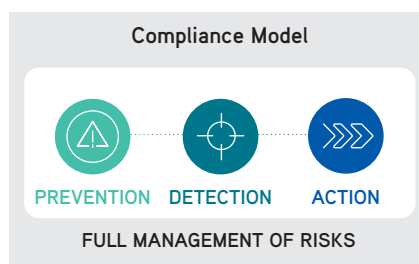 Compliance Model
PREVENTION DETECTION ACTION
FULL MANAGEMENT OF RISKS